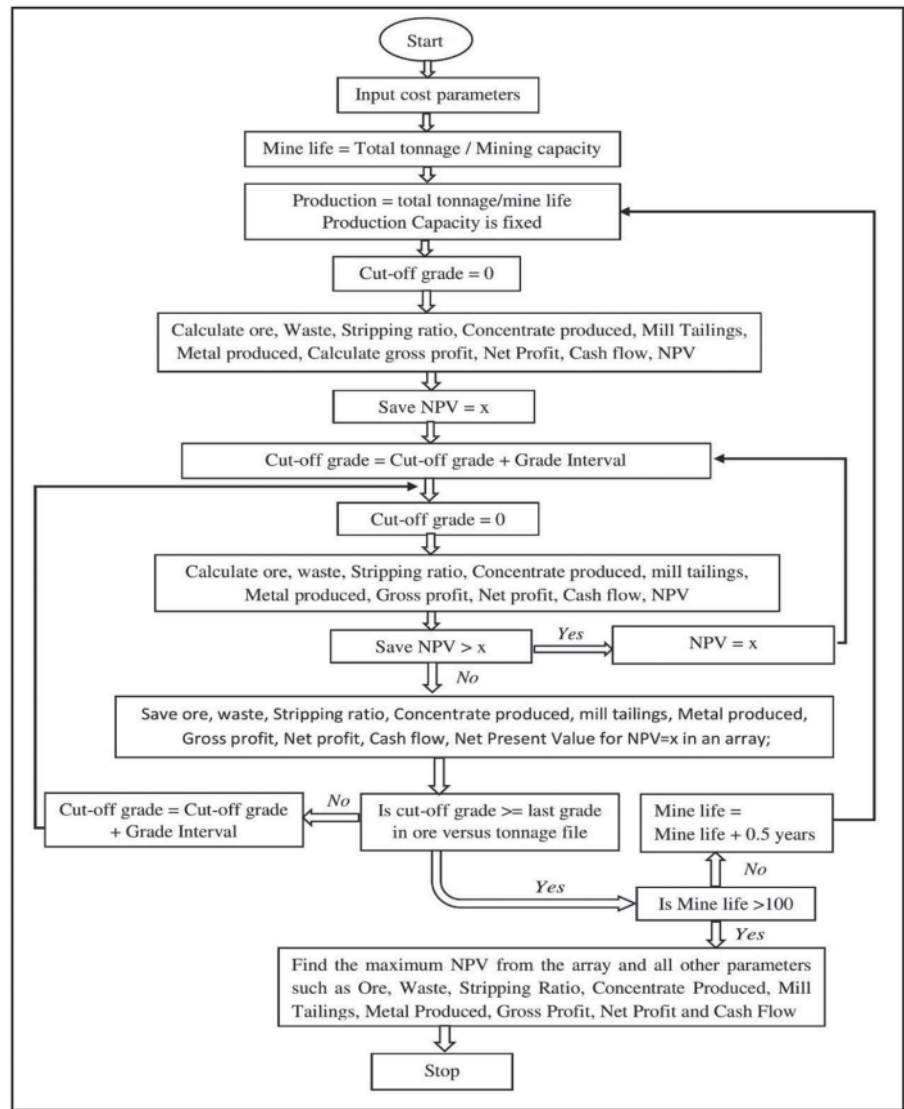 Start
Input cost parameters
Mine life = Total tonnage / Mining capacity
Production = total tonnage/mine life
Production Capacity is fixed
Cut-off grade = 0
Calculate ore, Waste, Stripping ratio, Concentrate produced, Mill Tailings,
Metal produced, Calculate gross profit, Net Profit, Cash flow, NPV
Save NPV = x
Cut-off grade = Cut-off grade + Grade Interval
Cut-off grade = 0
Calculate ore, waste, Stripping ratio, Concentrate produced, mill tailings,
Metal produced, Gross profit, Net profit, Cash flow, NPV
Save NPV > x
Yes
NPV = x
No
Save ore, waste, Stripping ratio, Concentrate produced, mill tailings, Metal produced,
Gross profit, Net profit, Cash flow, Net Present Value for NPV=x in an array;
Cut-off grade = Cut-off grade
+ Grade Interval
No
Is cut-off grade >= last grade
in ore versus tonnage file
Mine life =
Mine life + 0.5 years
No
Yes
Is Mine life >100
Yes
Find the maximum NPV from the array and all other parameters
such as Ore, Waste, Stripping Ratio, Concentrate Produced, Mill
Tailings, Metal Produced, Gross Profit, Net Profit and Cash Flow
Stop